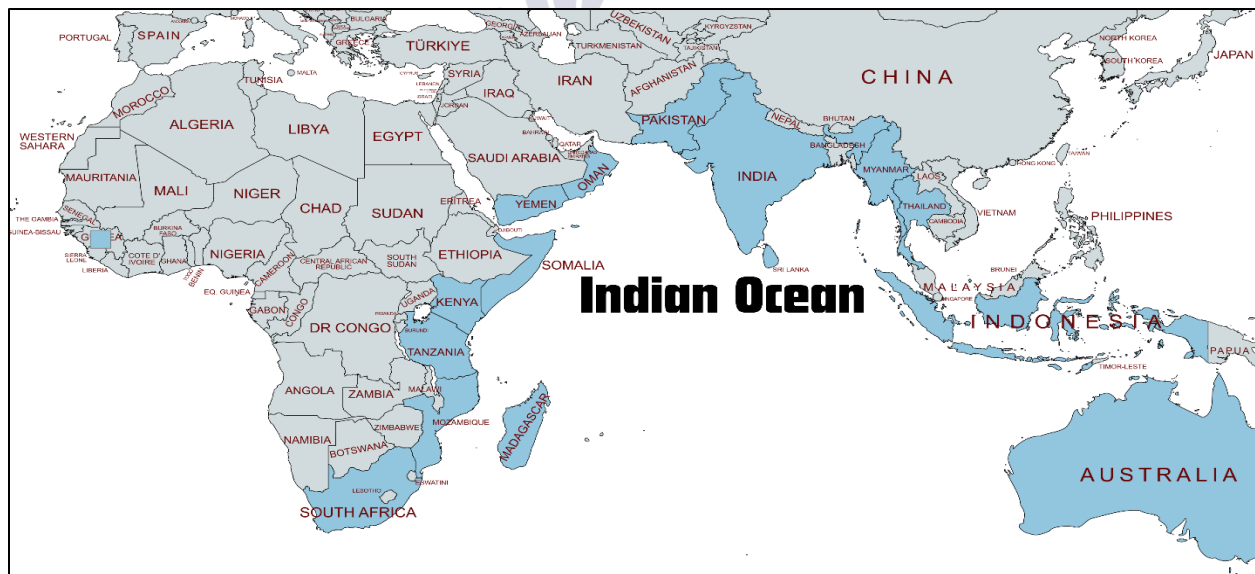 PORTUGAL
SPAIN
BULGARIA
GREECE
TÜRKIYE
GEORGIA
AZERBAIJAN
UZBEKISTAN
KYRGYZSTAN
TURKMENISTAN
TAJIKISTAN
NORTH KOREA
SOUTH KOREA
JAPAN
CHINA
TUNISIA
MALTA
CYPRUS
LEBANON
SYRIA
ISRAEL
JORDAN
IRAQ
IRAN
AFGHANISTAN
KUWAIT
BAHRAIN
QATAR
MOROCCO
WESTERN
SAHARA
ALGERIA
LIBYA
EGYPT
SAUDI ARABIA
PAKISTAN
NEPAL
BHUTAN
BANGLADESH
INDIA
MYANMAR
LAOS
HONG KONG
TAIWAN
MAURITANIA
MALI
NIGER
CHAD
SUDAN
ERITREA
YEMEN
OMAN
THAILAND
CAMBODIA
VIETNAM
PHILIPPINES
THE GAMBIA
SENEGAL
GUINEA-BISSAU
SIERRA
LEONE
LIBERIA
COTE D'
IVOIRE
BURKINA
FASO
GHANA
TOGO
BENIN
NIGERIA
CAMEROON
CENTRAL AFRICAN
REPUBLIC
SOUTH
SUDAN
ETHIOPIA
DJIBOUTI
SOMALIA
SRI LANKA
BRUNEI
MALAYSIA
SINGAPORE
EQ. GUINEA
GABON
CONGO
DR CONGO
UGANDA
RWANDA
BURUNDI
KENYA
Indian Ocean
INDONESIA
TANZANIA
PAPUA
TIMOR-LESTE
ANGOLA
ZAMBIA
MALAWI
MOZAMBIQUE
ZIMBABWE
MADAGASCAR
NAMIBIA
BOTSWANA
LESOTHO
ESWATINI
SOUTH AFRICA
AUSTRALIA